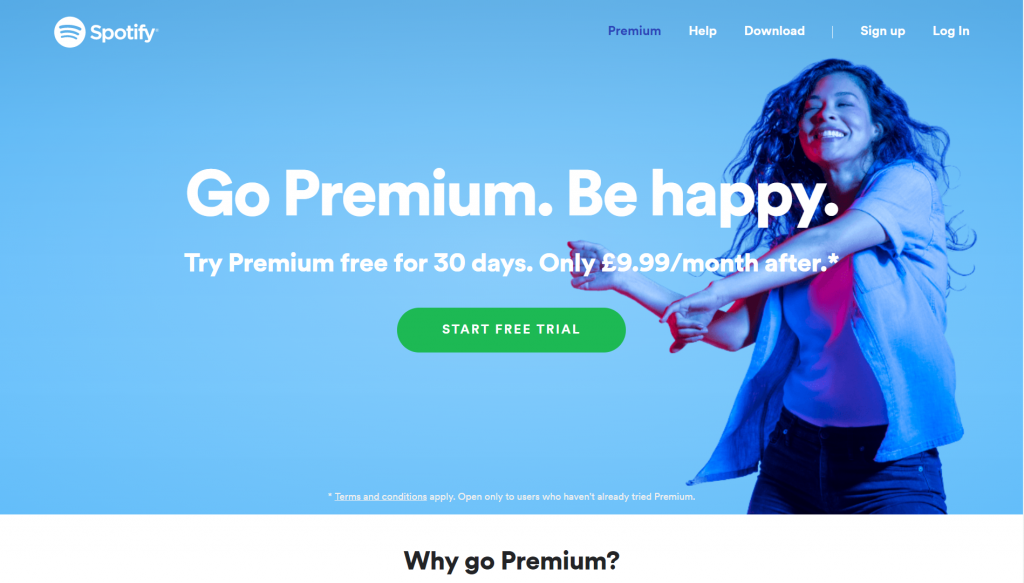 Spotify®
Premium Help Download | Sign up Log In
Go Premium. Be happy.
Try Premium free for 30 days. Only £9.99/month after.*
START FREE TRIAL
* Terms and conditions apply. Open only to users who haven't already tried Premium.
Why go Premium?